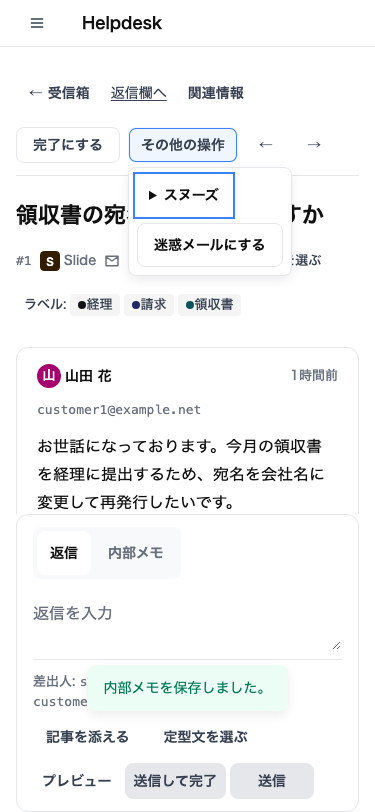 Helpdesk
← 受信箱 返信欄へ 関連情報
完了にする その他の操作 ← →
▶ スヌーズ
迷惑メールにする
領収書の宛 すか
#1 S Slide を選ぶ
ラベル: 経理 請求 領収書
山 山田 花 1時間前
customer1@example.net
お世話になっております。今月の領収書
を経理に提出するため、宛名を会社名に
変更して再発行したいです。
返信 内部メモ
返信を入力
差出人: s
custome
内部メモを保存しました。
記事を添える 定型文を選ぶ
プレビュー 送信して完了 送信